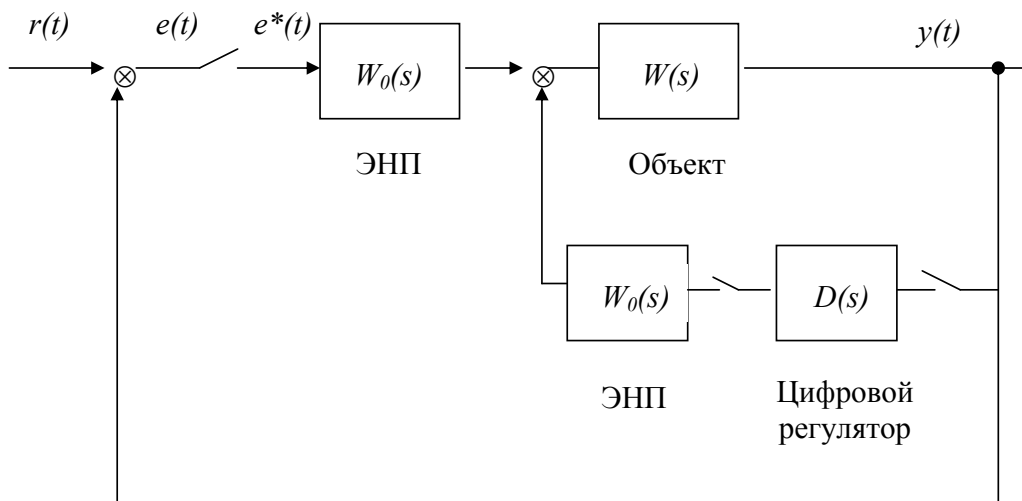 r(t) e(t) e*(t) y(t)
W₀(s) W(s)
ЭНП Объект
W₀(s) D(s)
ЭНП Цифровой
регулятор